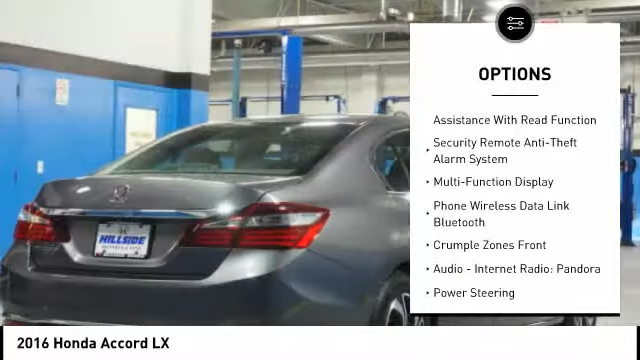 OPTIONS
Assistance With Read Function
Security Remote Anti-Theft
Alarm System
Multi-Function Display
Phone Wireless Data Link
Bluetooth
Crumple Zones Front
Audio - Internet Radio: Pandora
Power Steering
HILLSIDE
2016 Honda Accord LX